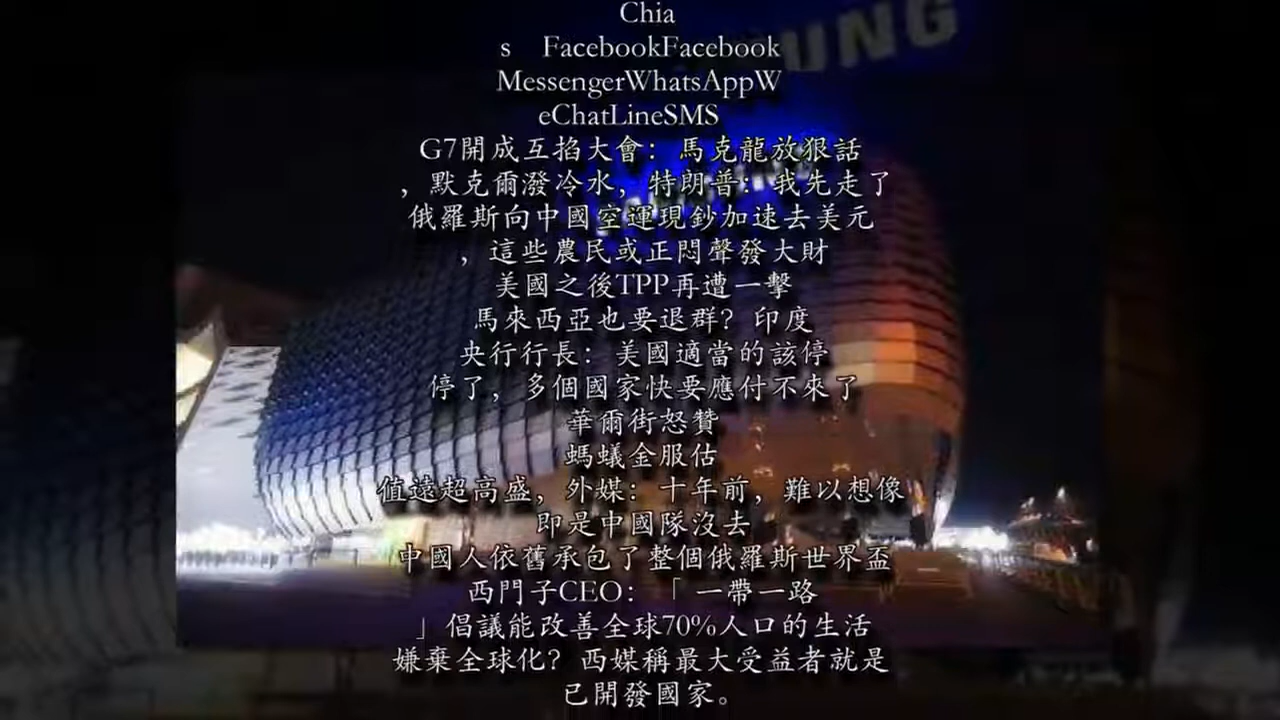 Chia
s FacebookFacebook
MessengerWhatsAppW
eChatLineSMS
G7開成互掐大會：馬克龍放狠話
，默克爾潑冷水，特朗普：我先走了
俄羅斯向中國空運現鈔加速去美元
，這些農民或正悶聲發大財
美國之後TPP再遭一擊
馬來西亞也要退群？印度
央行行長：美國適當的該停
停了，多個國家快要應付不來了
華爾街怒贊
螞蟻金服估
值遠超高盛，外媒：十年前，難以想像
即是中國隊沒去
中國人依舊承包了整個俄羅斯世界盃
西門子CEO：「一帶一路
」倡議能改善全球70%人口的生活
嫌棄全球化？西媒稱最大受益者就是
已開發國家。